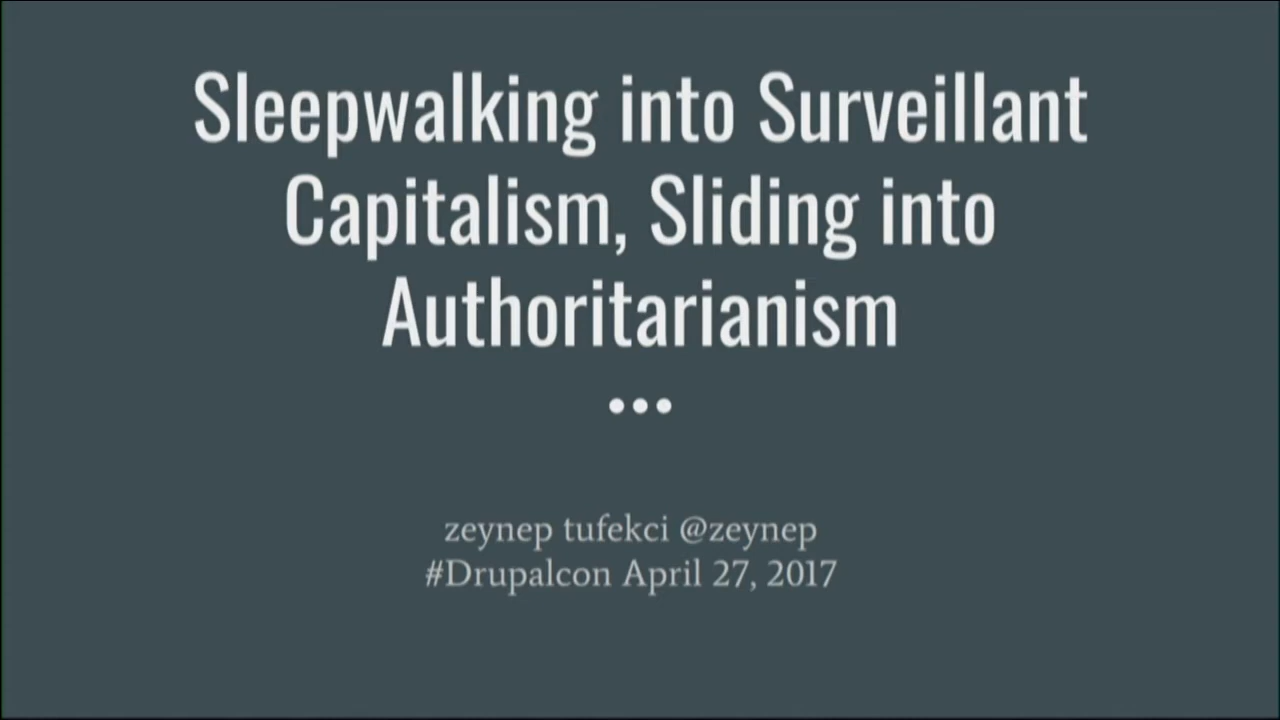 Sleepwalking into Surveillant
Capitalism, Sliding into
Authoritarianism
zeynep tufekci @zeynep
#Drupalcon April 27, 2017